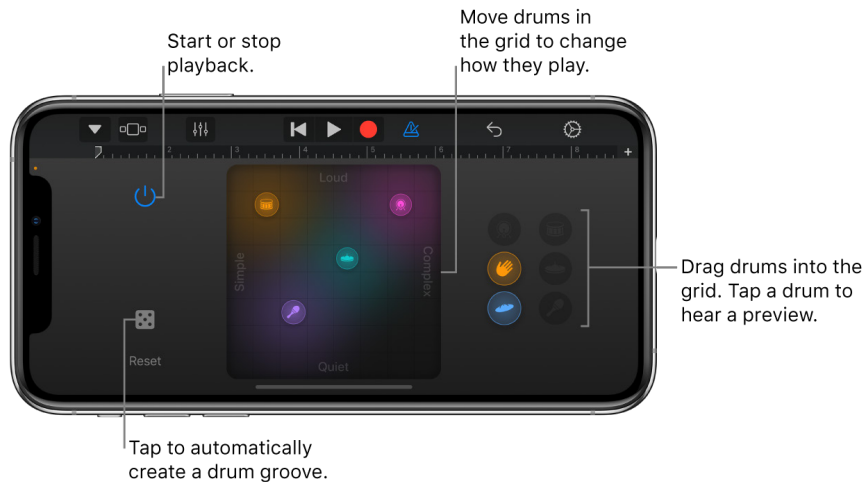 Move drums in
the grid to change
how they play.
Start or stop
playback.
2 3 4 5 6 7 8 +
Loud
Simple
Complex
Quiet
Reset
Drag drums into the
grid. Tap a drum to
hear a preview.
Tap to automatically
create a drum groove.